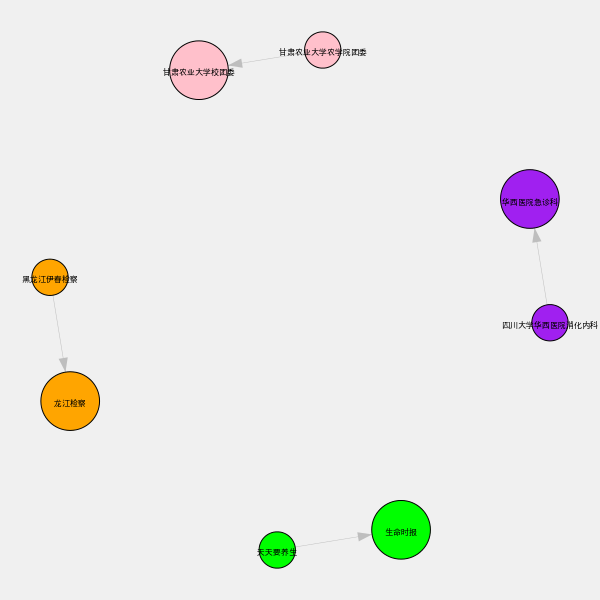 甘肃农业大学农学院团委
甘肃农业大学校团委
华西医院急诊科
黑龙江伊春检察
四川大学华西医院消化内科
龙江检察
生命时报
天天要养生